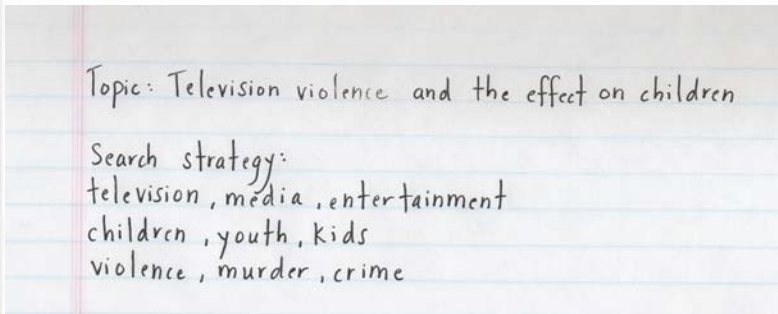 Topic: Television violence and the effect on children
Search strategy:
television, media, entertainment
children, youth, kids
violence, murder, crime